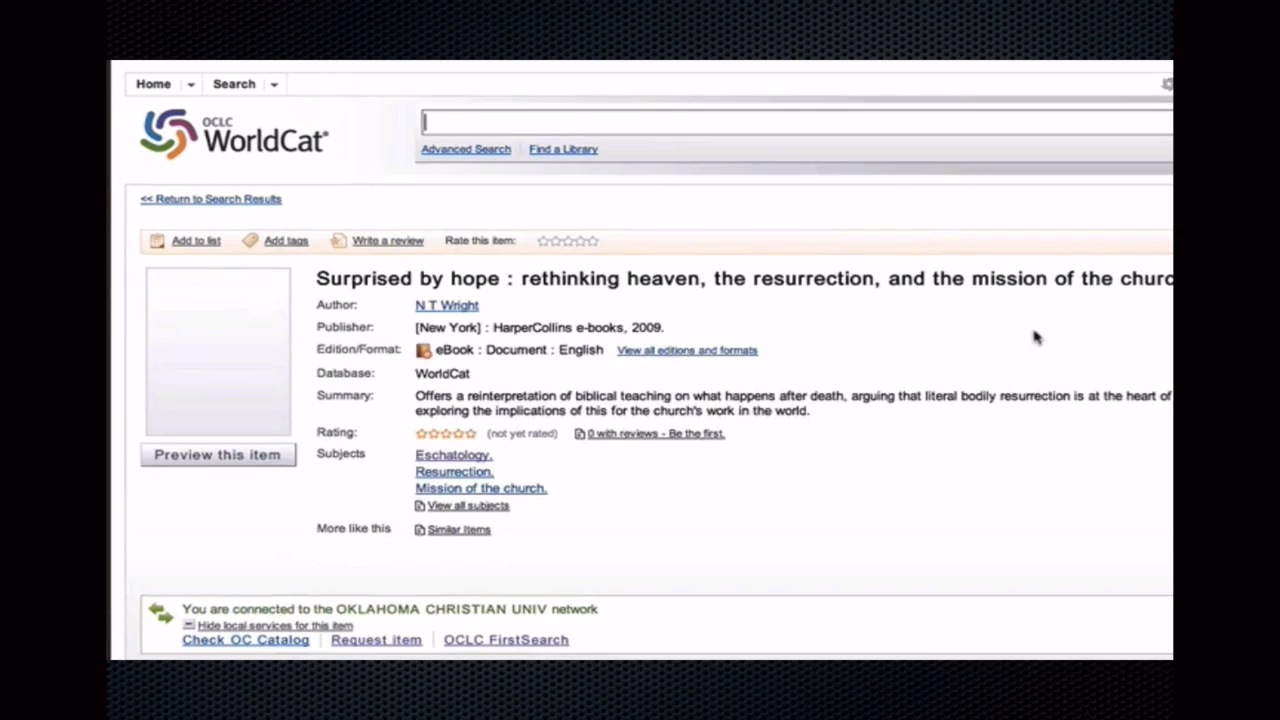 Home Search
OCLC
WorldCat®
Advanced Search Find a Library
<< Return to Search Results
Add to list Add tags Write a review Rate this item:
Surprised by hope : rethinking heaven, the resurrection, and the mission of the churc
Author: N T Wright
Publisher: [New York] : HarperCollins e-books, 2009.
Edition/Format: eBook : Document : English View all editions and formats
Database: WorldCat
Summary: Offers a reinterpretation of biblical teaching on what happens after death, arguing that literal bodily resurrection is at the heart of
exploring the implications of this for the church's work in the world.
Rating: (not yet rated) 0 with reviews - Be the first.
Preview this item
Subjects Eschatology.
Resurrection.
Mission of the church.
View all subjects
More like this Similar Items
You are connected to the OKLAHOMA CHRISTIAN UNIV network
Hide local services for this item
Check OC Catalog Request item OCLC FirstSearch